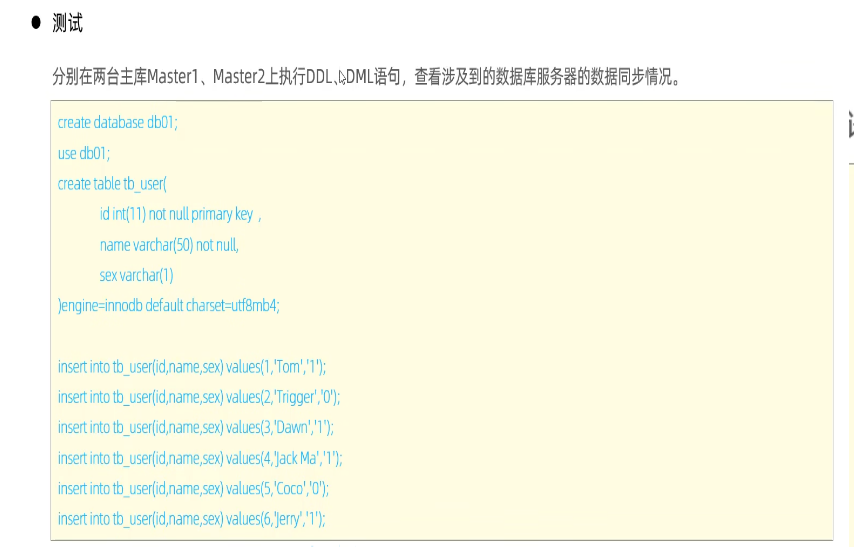 ● 测试
分别在两台主库Master1、Master2上执行DDL、DML语句，查看涉及到的数据库服务器的数据同步情况。
create database db01;
use db01;
create table tb_user(
id int(11) not null primary key ,
name varchar(50) not null,
sex varchar(1)
)engine=innodb default charset=utf8mb4;
insert into tb_user(id,name,sex) values(1,'Tom','1');
insert into tb_user(id,name,sex) values(2,'Trigger','0');
insert into tb_user(id,name,sex) values(3,'Dawn','1');
insert into tb_user(id,name,sex) values(4,'Jack Ma','1');
insert into tb_user(id,name,sex) values(5,'Coco','0');
insert into tb_user(id,name,sex) values(6,'Jerry','1');